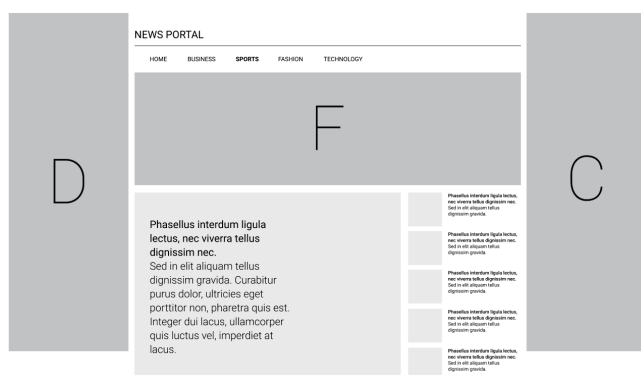 NEWS PORTAL
HOME BUSINESS SPORTS FASHION TECHNOLOGY
D
F
C
Phasellus interdum ligula
lectus, nec viverra tellus
dignissim nec.
Sed in elit aliquam tellus
dignissim gravida. Curabitur
purus dolor, ultricies eget
porttitor non, pharetra quis est.
Integer dui lacus, ullamcorper
quis luctus vel, imperdiet at
lacus.
Phasellus interdum ligula lectus,
nec viverra tellus dignissim nec.
Sed in elit aliquam tellus
dignissim gravida.
Phasellus interdum ligula lectus,
nec viverra tellus dignissim nec.
Sed in elit aliquam tellus
dignissim gravida.
Phasellus interdum ligula lectus,
nec viverra tellus dignissim nec.
Sed in elit aliquam tellus
dignissim gravida.
Phasellus interdum ligula lectus,
nec viverra tellus dignissim nec.
Sed in elit aliquam tellus
dignissim gravida.
Phasellus interdum ligula lectus,
nec viverra tellus dignissim nec.
Sed in elit aliquam tellus
dignissim gravida.